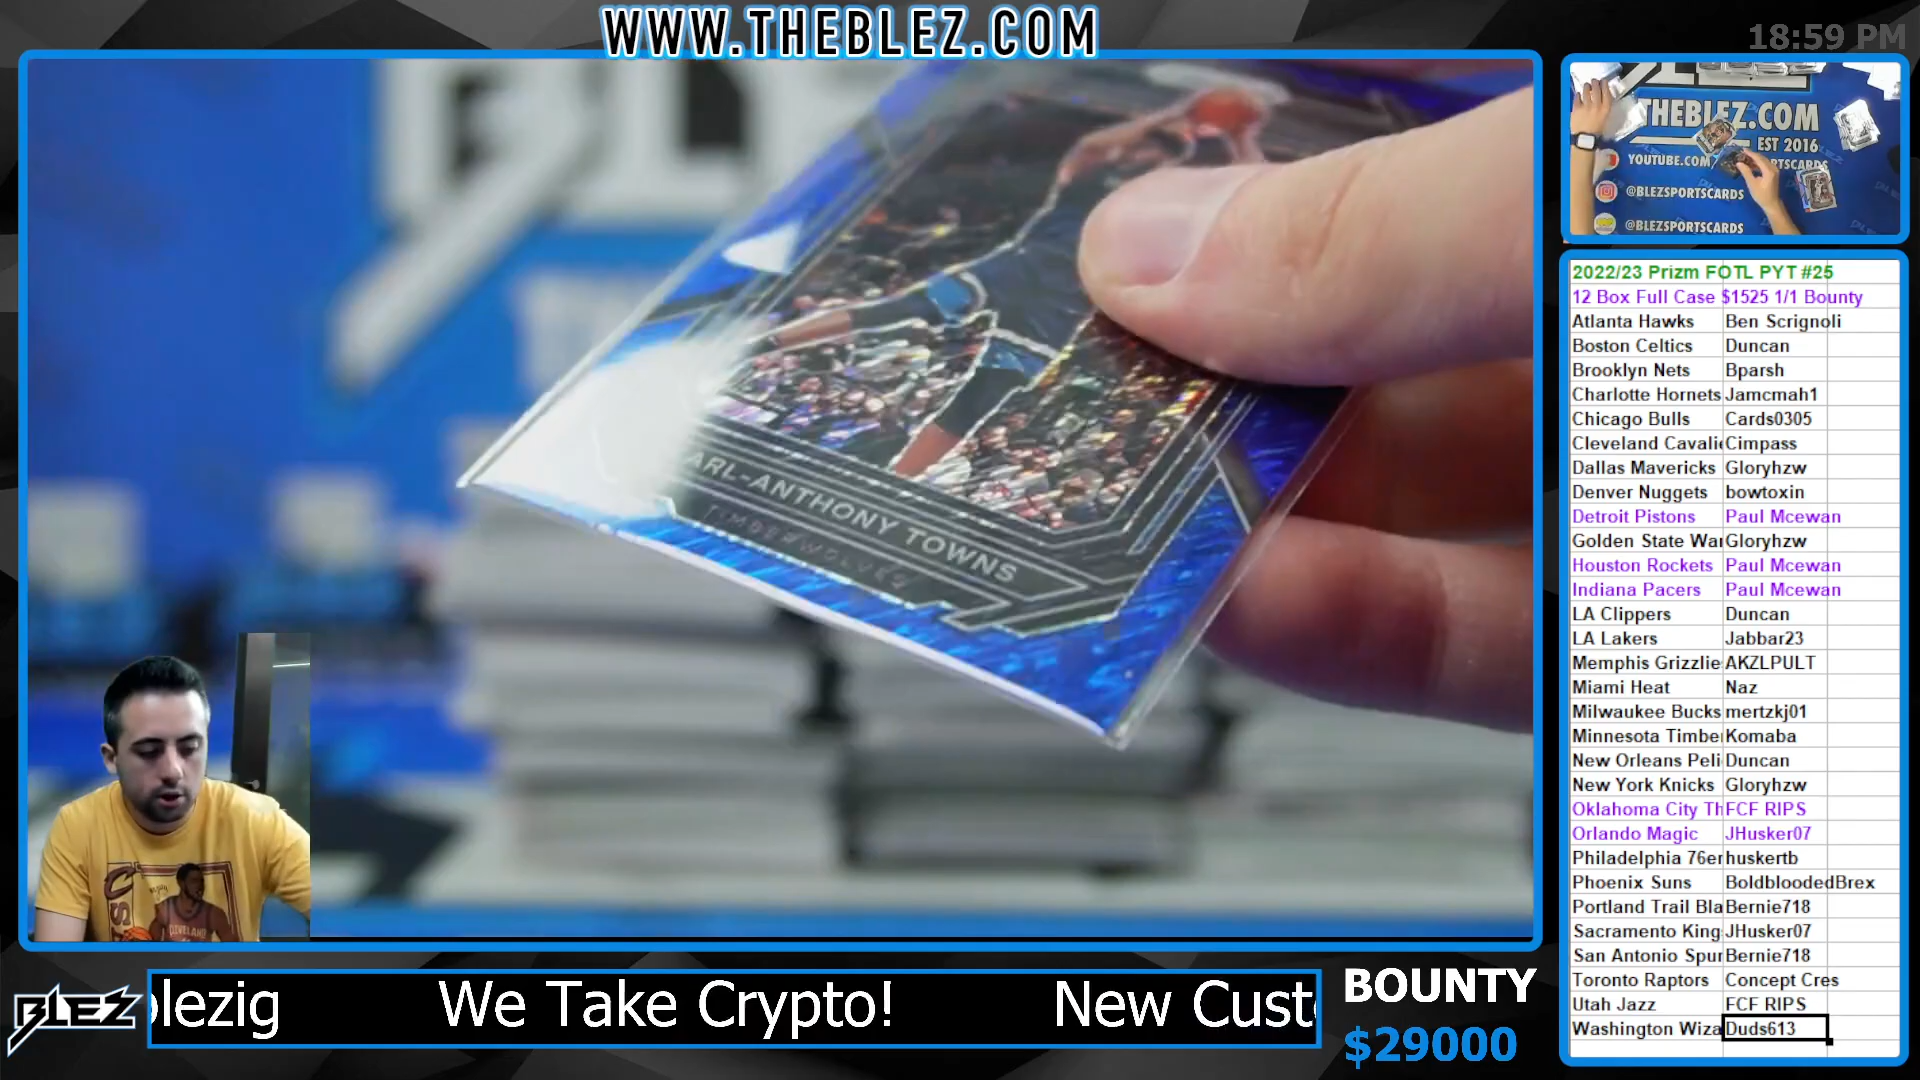 WWW.THEBLEZ.COM
18:59 PM
THEBLEZ.COM
EST 2016
YOUTUBE.COM/
@BLEZSPORTSCARDS
@BLEZSPORTSCARDS
ARL-ANTHONY TOWNS
TIMBERWOLVES
2022/23 Prizm FOTL PYT #25
12 Box Full Case $1525 1/1 Bounty
Atlanta Hawks Ben Scrignoli
Boston Celtics Duncan
Brooklyn Nets Bparsh
Charlotte Hornets Jamcmah1
Chicago Bulls Cards0305
Cleveland Cavalie Cimpass
Dallas Mavericks Gloryhzw
Denver Nuggets bowtoxin
Detroit Pistons Paul Mcewan
Golden State War Gloryhzw
Houston Rockets Paul Mcewan
Indiana Pacers Paul Mcewan
LA Clippers Duncan
LA Lakers Jabbar23
Memphis Grizzlie AKZLPULT
Miami Heat Naz
Milwaukee Bucks mertzkj01
Minnesota Timber Komaba
New Orleans Peli Duncan
New York Knicks Gloryhzw
Oklahoma City Th FCF RIPS
Orlando Magic JHusker07
Philadelphia 76er huskertb
Phoenix Suns BoldbloodedBrex
Portland Trail Bla Bernie718
Sacramento King JHusker07
San Antonio Spur Bernie718
Toronto Raptors Concept Cres
Utah Jazz FCF RIPS
Washington Wiza Duds613
BLEZ
blezig We Take Crypto! New Cust
BOUNTY
$29000